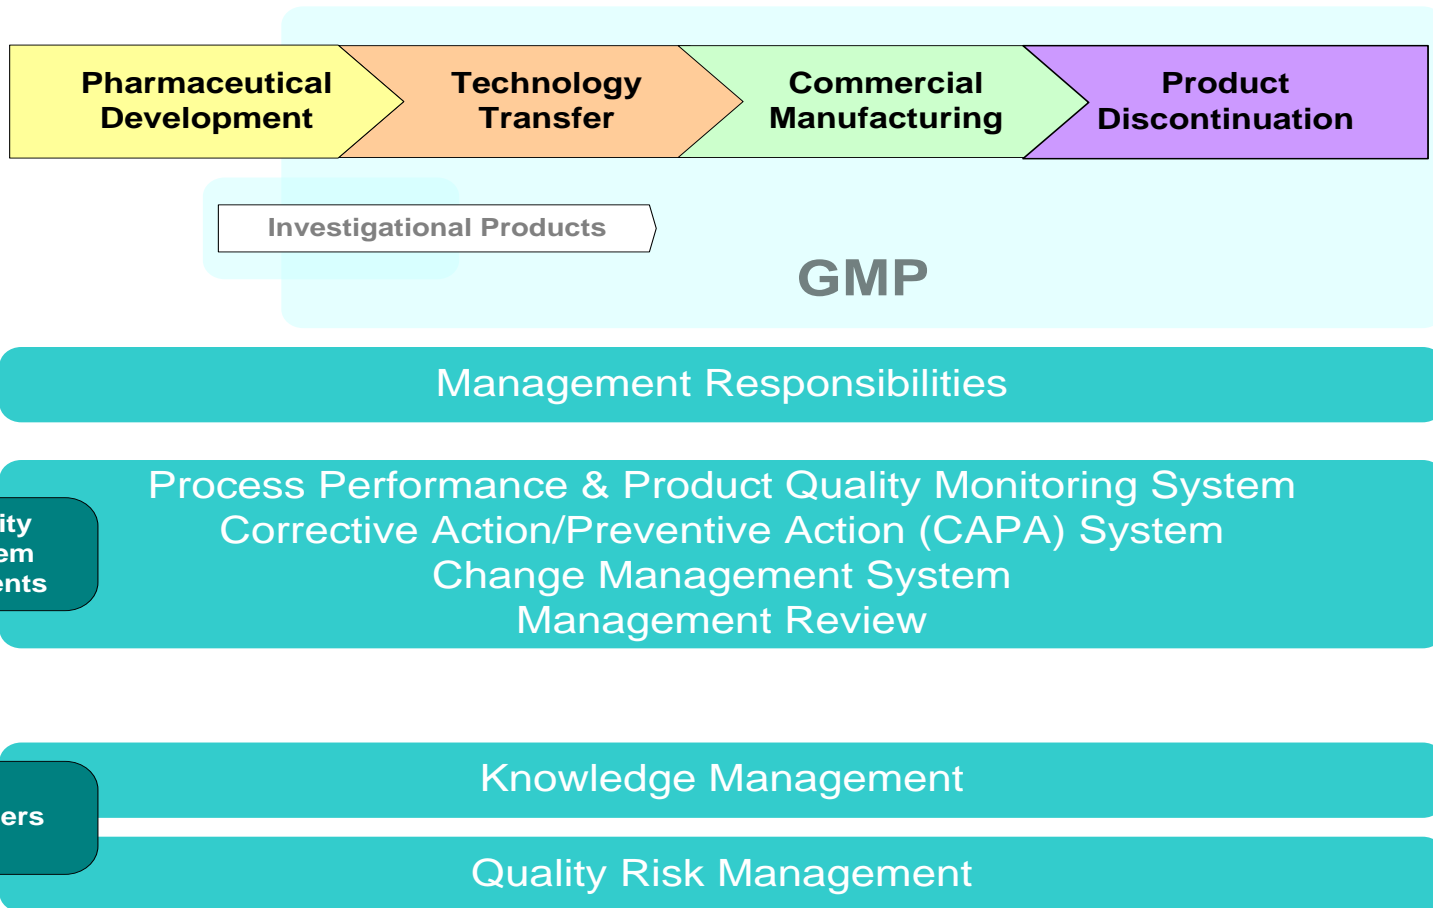 Pharmaceutical
Development
Technology
Transfer
Commercial
Manufacturing
Product
Discontinuation
Investigational Products
GMP
Management Responsibilities
Process Performance & Product Quality Monitoring System
Corrective Action/Preventive Action (CAPA) System
Change Management System
Management Review
ity
em
ents
Knowledge Management
ers
Quality Risk Management